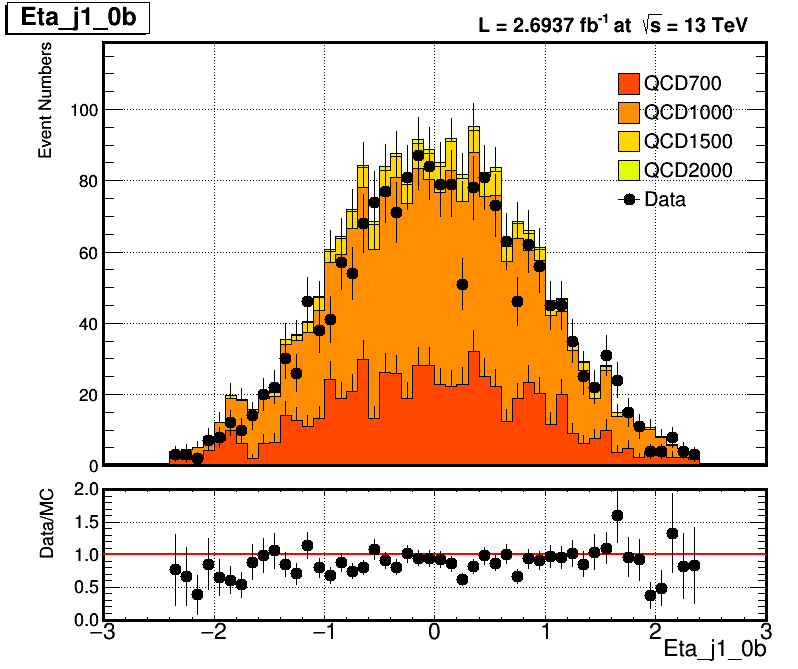 Eta_j1_0b
L = 2.6937 fb⁻¹ at √s = 13 TeV
Event Numbers
100
80
60
40
20
0
QCD700
QCD1000
QCD1500
QCD2000
Data
Data/MC
2.0
1.5
1.0
0.5
0.0
−3 −2 −1 0 1 2 3
Eta_j1_0b